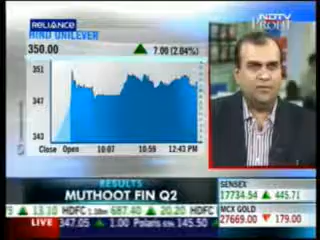 RELIANCE
NDTV
PROFIT
HIND UNILEVER
350.00 7.00 (2.04%)
351
347
343
Close Open 10:07 10:59 12:43 PM
RESULTS
MUTHOOT FIN Q2
SENSEX
17734.54 445.71
MCX GOLD
27669.00 179.00
13.10 HDFC 687.40 20.20 HDFC
LIVE 347.05 1.00 Polaris 145.50